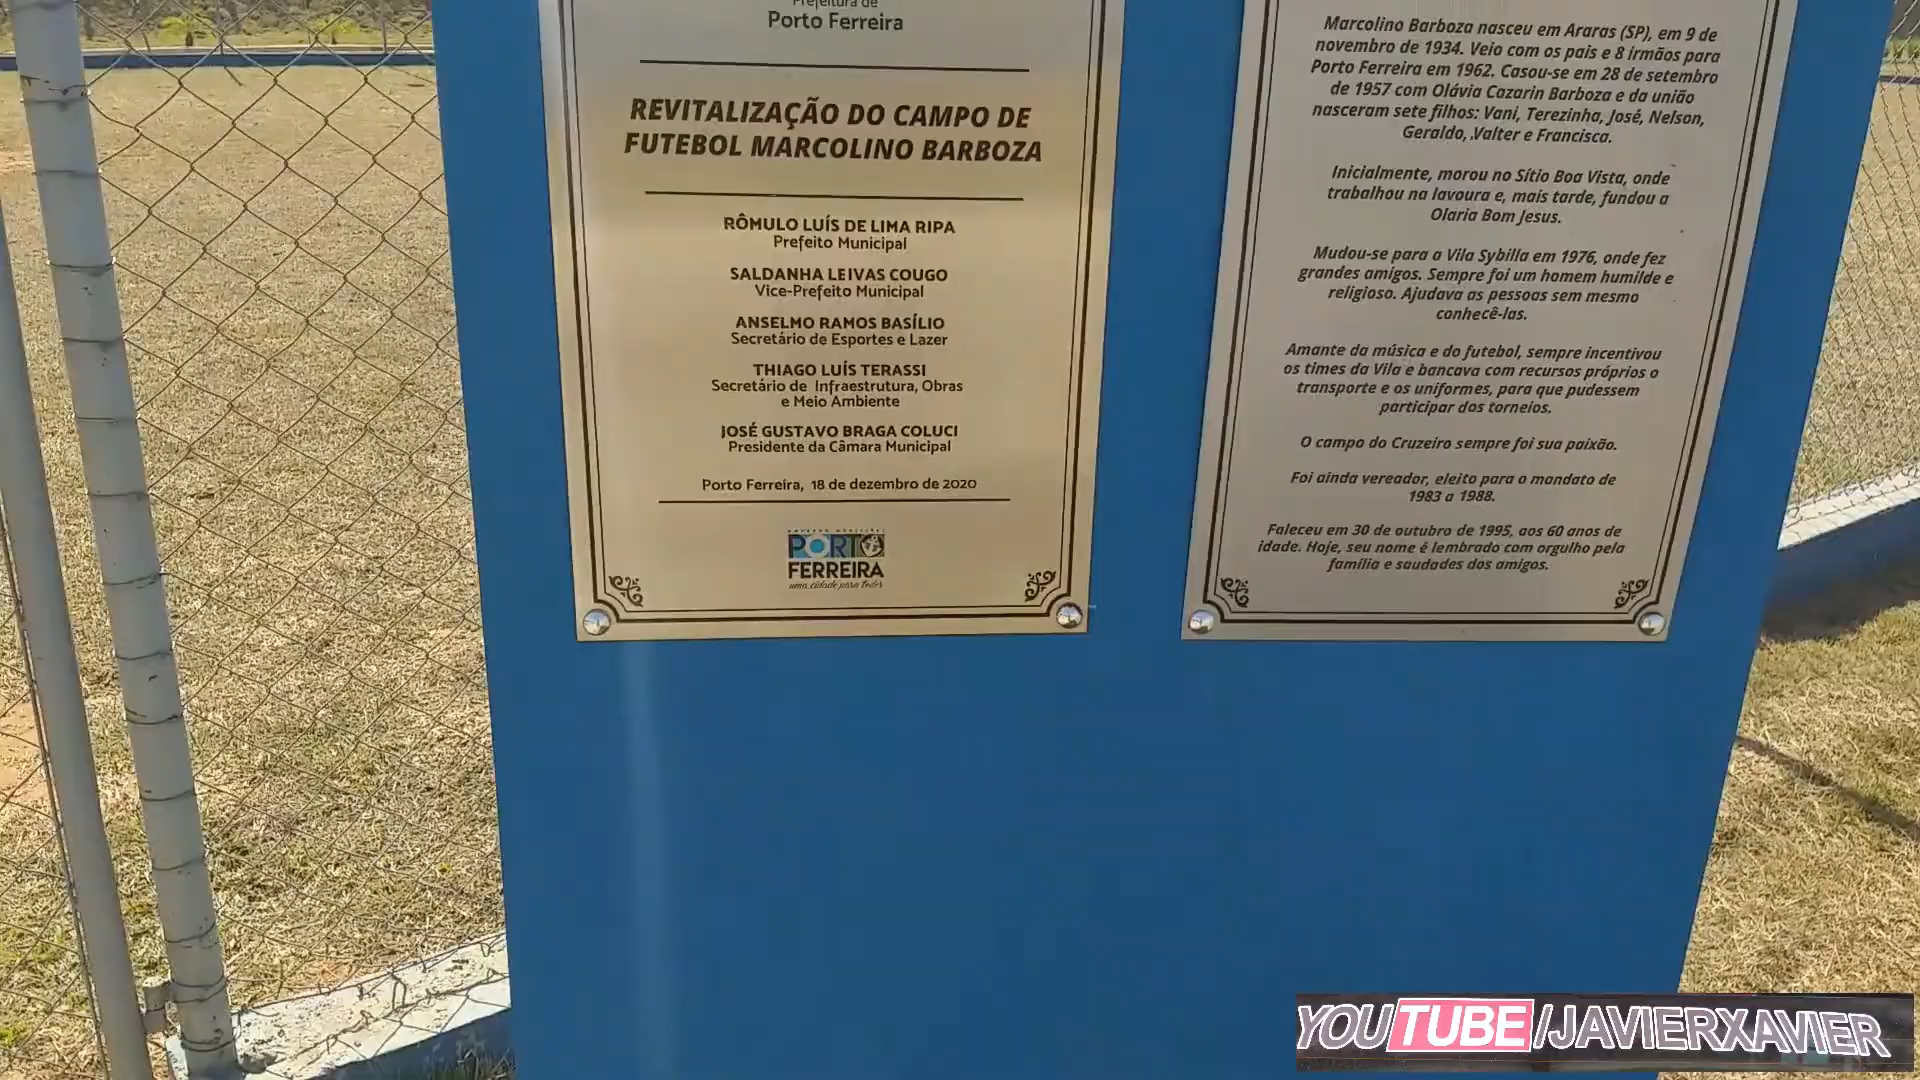 Prefeitura de
Porto Ferreira
REVITALIZAÇÃO DO CAMPO DE
FUTEBOL MARCOLINO BARBOZA
RÔMULO LUÍS DE LIMA RIPA
Prefeito Municipal
SALDANHA LEIVAS COUGO
Vice-Prefeito Municipal
ANSELMO RAMOS BASÍLIO
Secretário de Esportes e Lazer
THIAGO LUÍS TERASSI
Secretário de Infraestrutura, Obras
e Meio Ambiente
JOSÉ GUSTAVO BRAGA COLUCI
Presidente da Câmara Municipal
Porto Ferreira, 18 de dezembro de 2020
PORTO
FERREIRA
uma cidade para todos
Marcolino Barboza nasceu em Araras (SP), em 9 de
novembro de 1934. Veio com os pais e 8 irmãos para
Porto Ferreira em 1962. Casou-se em 28 de setembro
de 1957 com Olávia Cazarin Barboza e da união
nasceram sete filhos: Vani, Terezinha, José, Nelson,
Geraldo, .Valter e Francisca.
Inicialmente, morou no Sítio Boa Vista, onde
trabalhou na lavoura e, mais tarde, fundou a
Olaria Bom Jesus.
Mudou-se para a Vila Sybilla em 1976, onde fez
grandes amigos. Sempre foi um homem humilde e
religioso. Ajudava as pessoas sem mesmo
conhecê-las.
Amante da música e do futebol, sempre incentivou
os times da Vila e bancava com recursos próprios o
transporte e os uniformes, para que pudessem
participar dos torneios.
O campo do Cruzeiro sempre foi sua paixão.
Foi ainda vereador, eleito para o mandato de
1983 a 1988.
Faleceu em 30 de outubro de 1995, aos 60 anos de
idade. Hoje, seu nome é lembrado com orgulho pela
família e saudades dos amigos.
YOUTUBE/JAVIERXAVIER